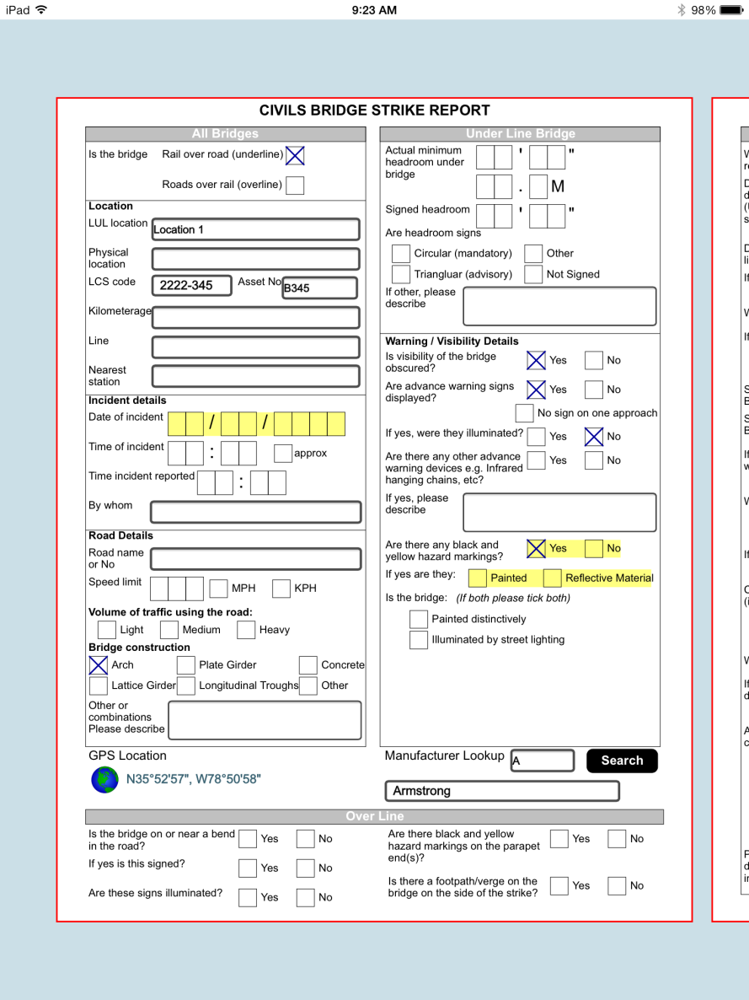 iPad 9:23 AM 98%
CIVILS BRIDGE STRIKE REPORT
All Bridges
Is the bridge Rail over road (underline)
Roads over rail (overline)
Location
LUL location Location 1
Physical
location
LCS code 2222-345 Asset No B345
Kilometerage
Line
Nearest
station
Incident details
Date of incident / /
Time of incident : approx
Time incident reported :
By whom
Road Details
Road name
or No
Speed limit MPH KPH
Volume of traffic using the road:
Light Medium Heavy
Bridge construction
Arch Plate Girder Concrete
Lattice Girder Longitudinal Troughs Other
Other or
combinations
Please describe
GPS Location
N35°52'57", W78°50'58"
Under Line Bridge
Actual minimum
headroom under
bridge
' "
. M
Signed headroom ' "
Are headroom signs
Circular (mandatory) Other
Triangluar (advisory) Not Signed
If other, please
describe
Warning / Visibility Details
Is visibility of the bridge
obscured? Yes No
Are advance warning signs
displayed? Yes No
No sign on one approach
If yes, were they illuminated? Yes No
Are there any other advance
warning devices e.g. Infrared
hanging chains, etc? Yes No
If yes, please
describe
Are there any black and
yellow hazard markings? Yes No
If yes are they: Painted Reflective Material
Is the bridge: (If both please tick both)
Painted distinctively
Illuminated by street lighting
Manufacturer Lookup A Search
Armstrong
Over Line
Is the bridge on or near a bend
in the road? Yes No
If yes is this signed? Yes No
Are these signs illuminated? Yes No
Are there black and yellow
hazard markings on the parapet
end(s)? Yes No
Is there a footpath/verge on the
bridge on the side of the strike? Yes No